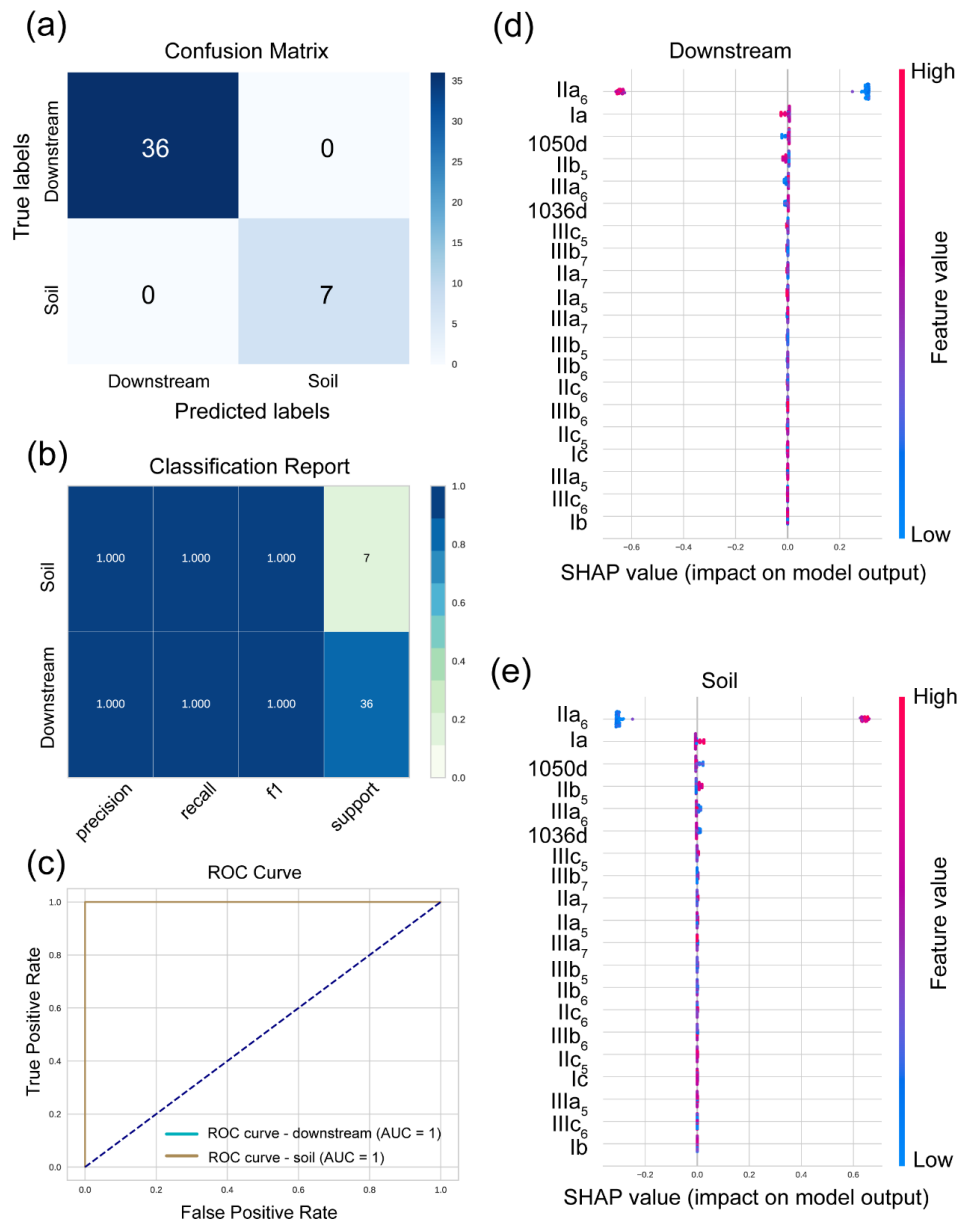 (a)
Confusion Matrix
True labels
Downstream
Soil
36
0
0
7
Downstream
Soil
Predicted labels
35
30
25
20
15
10
5
0
(b)
Classification Report
Soil
Downstream
1.000
1.000
1.000
7
1.000
1.000
1.000
36
precision
recall
f1
support
1.0
0.8
0.6
0.4
0.2
0.0
(c)
ROC Curve
True Positive Rate
1.0
0.8
0.6
0.4
0.2
0.0
ROC curve - downstream (AUC = 1)
ROC curve - soil (AUC = 1)
0.0
0.2
0.4
0.6
0.8
1.0
False Positive Rate
(d)
Downstream
IIa6
Ia
1050d
IIb5
IIIa6
1036d
IIIc5
IIIb7
IIa7
IIa5
IIIa7
IIIb5
IIb6
IIc6
IIIb6
IIc5
Ic
IIIa5
IIIc6
Ib
−0.6
−0.4
−0.2
0.0
0.2
SHAP value (impact on model output)
High
Feature value
Low
(e)
Soil
IIa6
Ia
1050d
IIb5
IIIa6
1036d
IIIc5
IIIb7
IIa7
IIa5
IIIa7
IIIb5
IIb6
IIc6
IIIb6
IIc5
Ic
IIIa5
IIIc6
Ib
−0.2
0.0
0.2
0.4
0.6
SHAP value (impact on model output)
High
Feature value
Low